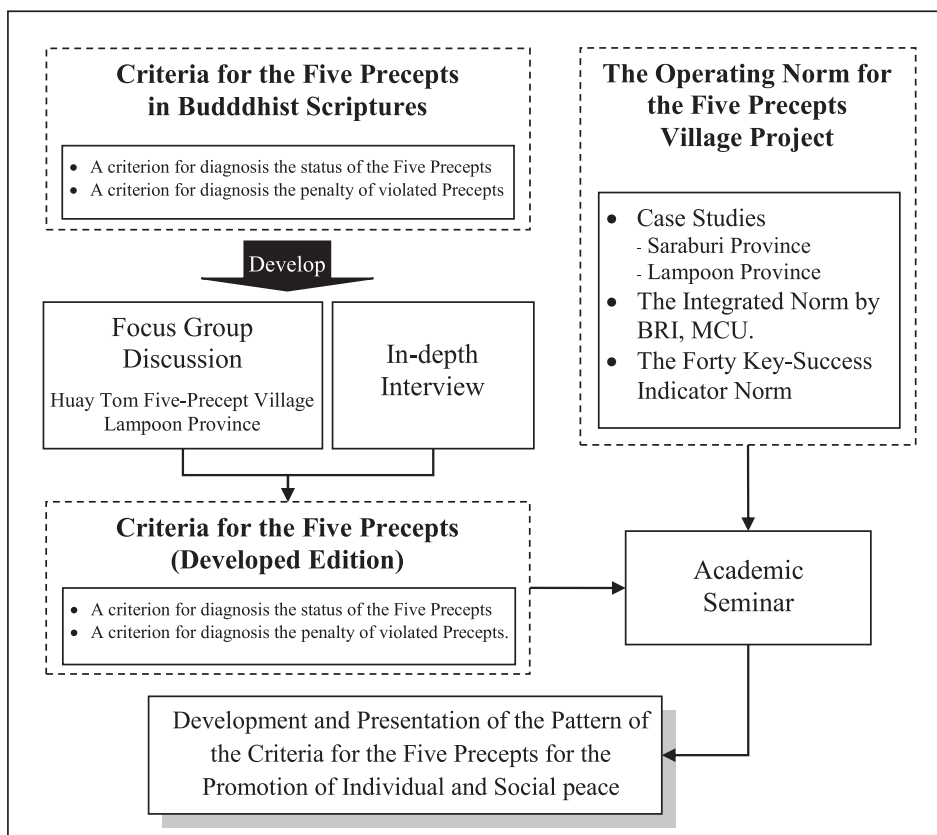 Criteria for the Five Precepts
in Budddhist Scriptures
• A criterion for diagnosis the status of the Five Precepts
• A criterion for diagnosis the penalty of violated Precepts
Develop
Focus Group
Discussion
Huay Tom Five-Precept Village
Lampoon Province
In-depth
Interview
Criteria for the Five Precepts
(Developed Edition)
• A criterion for diagnosis the status of the Five Precepts
• A criterion for diagnosis the penalty of violated Precepts.
The Operating Norm for
the Five Precepts
Village Project
• Case Studies
- Saraburi Province
- Lampoon Province
• The Integrated Norm by
BRI, MCU.
• The Forty Key-Success
Indicator Norm
Academic
Seminar
Development and Presentation of the Pattern of
the Criteria for the Five Precepts for the
Promotion of Individual and Social peace